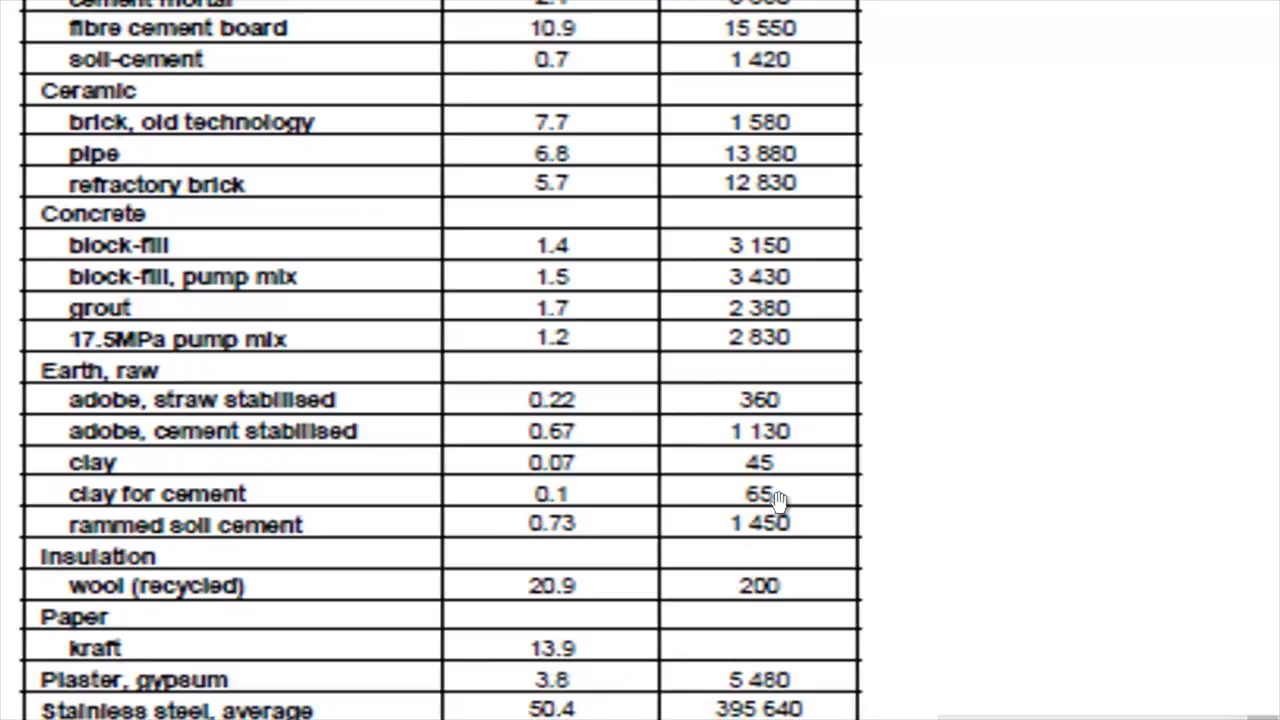 fibre cement board 10.9 15 550
soil-cement 0.7 1 420
Ceramic
brick, old technology 7.7 1 580
pipe 6.8 13 880
refractory brick 5.7 12 830
Concrete
block-fill 1.4 3 150
block-fill, pump mix 1.5 3 430
grout 1.7 2 380
17.5MPa pump mix 1.2 2 830
Earth, raw
adobe, straw stabilised 0.22 360
adobe, cement stabilised 0.67 1 130
clay 0.07 45
clay for cement 0.1 65
rammed soil cement 0.73 1 450
Insulation
wool (recycled) 20.9 200
Paper
kraft 13.9
Plaster, gypsum 3.8 5 480
Stainless steel, average 50.4 395 640